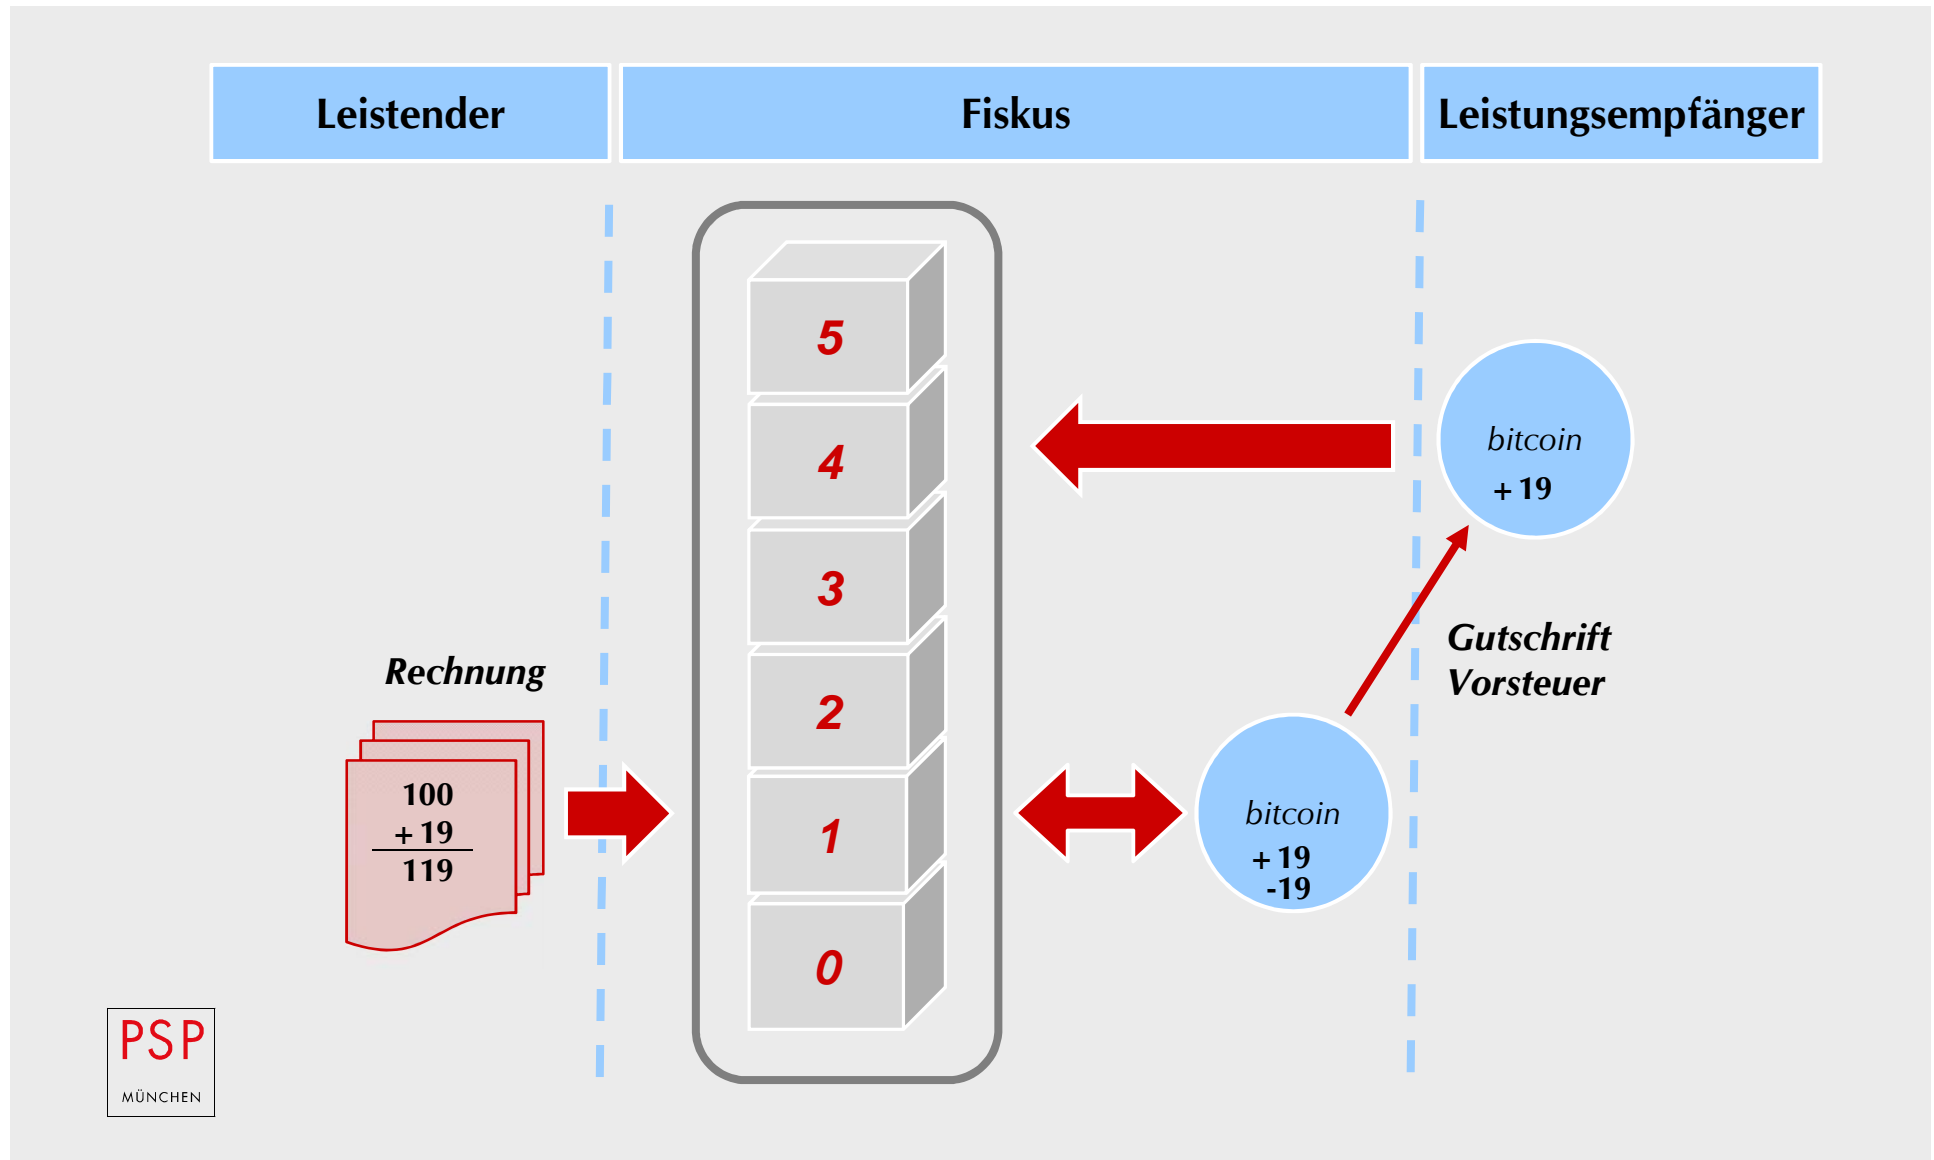 Leistender
Fiskus
Leistungsempfänger
5
4
3
2
1
0
bitcoin
+ 19
Gutschrift
Vorsteuer
Rechnung
100
+ 19
119
bitcoin
+ 19
-19
PSP
MÜNCHEN